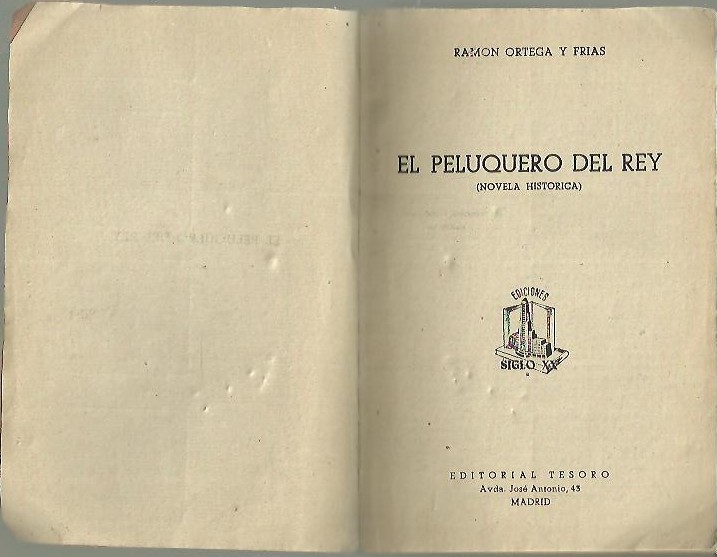 RAMON ORTEGA Y FRIAS
EL PELUQUERO DEL REY
(NOVELA HISTORICA)
EDICIONES
SIGLO XX
EDITORIAL TESORO
Avda. José Antonio, 43
MADRID